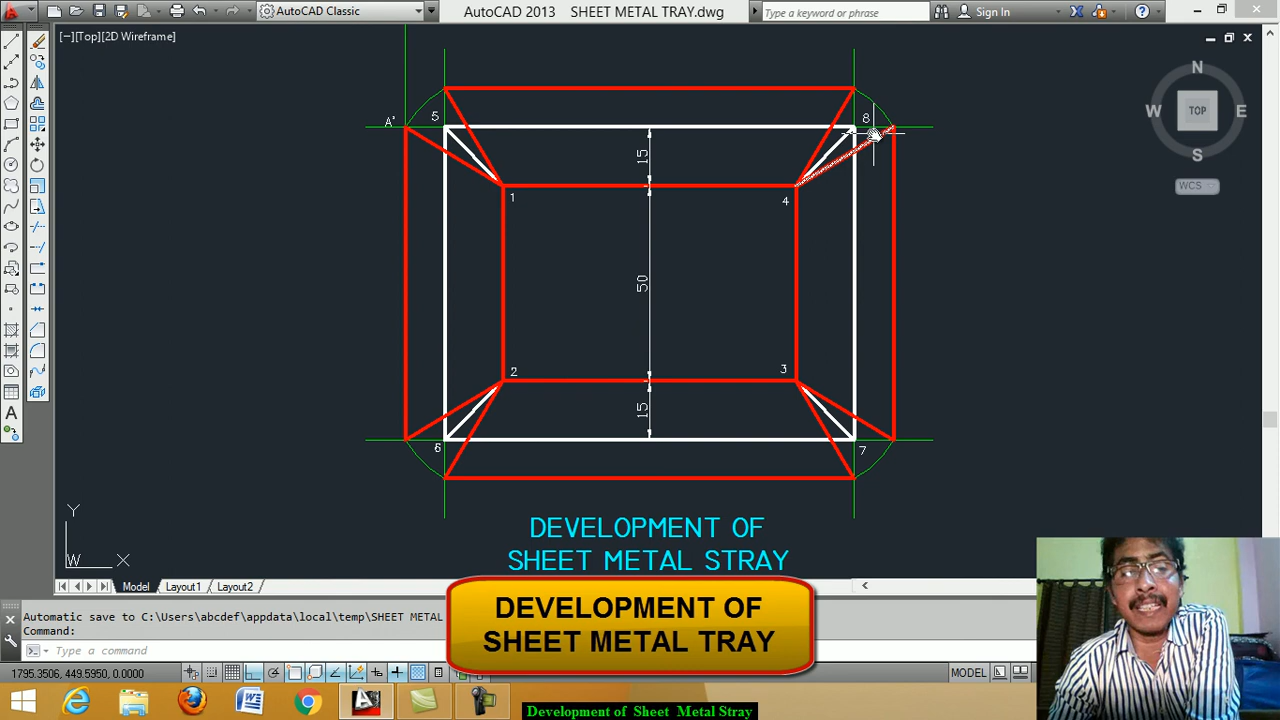 AutoCAD Classic
AutoCAD 2013 SHEET METAL TRAY.dwg
Type a keyword or phrase
Sign In
[−][Top][2D Wireframe]
N
W
TOP
E
S
WCS
A'
5
8
15
1
4
50
2
3
15
6
7
Y
W
X
DEVELOPMENT OF
SHEET METAL STRAY
Model
Layout1
Layout2
DEVELOPMENT OF
SHEET METAL TRAY
Automatic save to C:\Users\abcdef\appdata\local\temp\SHEET METAL
Command:
Type a command
1795.3506, 449.5950, 0.0000
MODEL
Development of Sheet Metal Stray